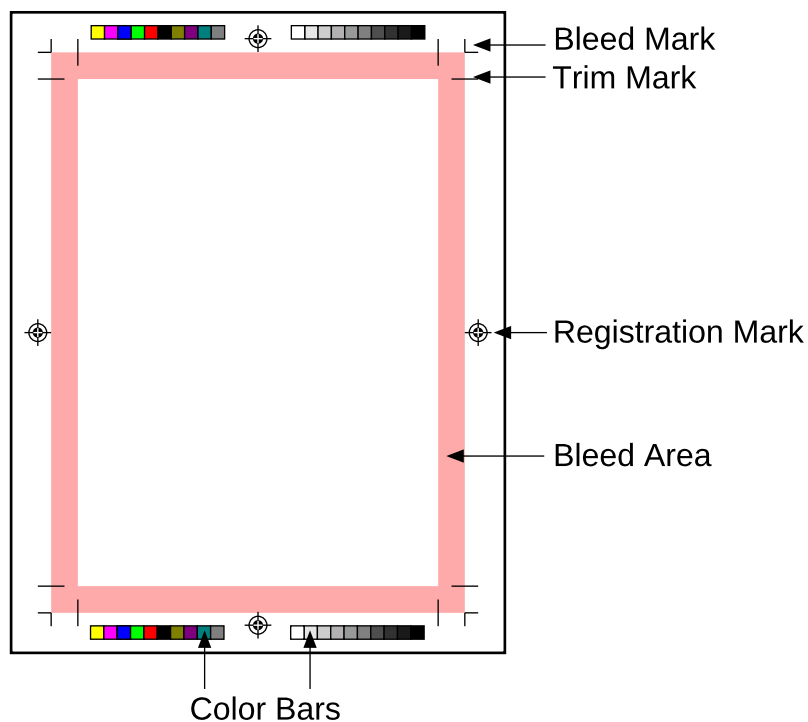 Bleed Mark
Trim Mark
Registration Mark
Bleed Area
Color Bars